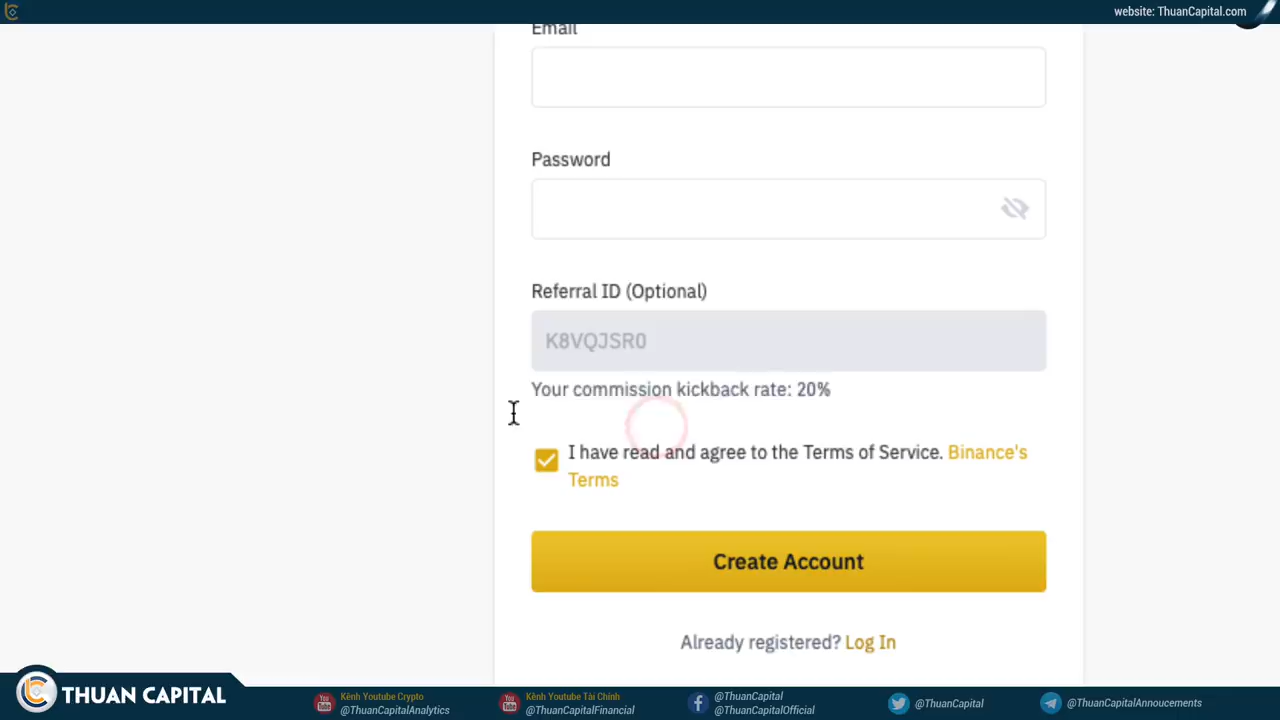 website: ThuanCapital.com
Email
Password
Referral ID (Optional)
K8VQJSR0
Your commission kickback rate: 20%
I have read and agree to the Terms of Service. Binance's
Terms
Create Account
Already registered? Log In
THUAN CAPITAL
Kênh Youtube Crypto
@ThuanCapitalAnalytics
Kênh Youtube Tài Chính
@ThuanCapitalFinancial
@ThuanCapital
@ThuanCapitalOfficial
@ThuanCapital
@ThuanCapitalAnnoucements